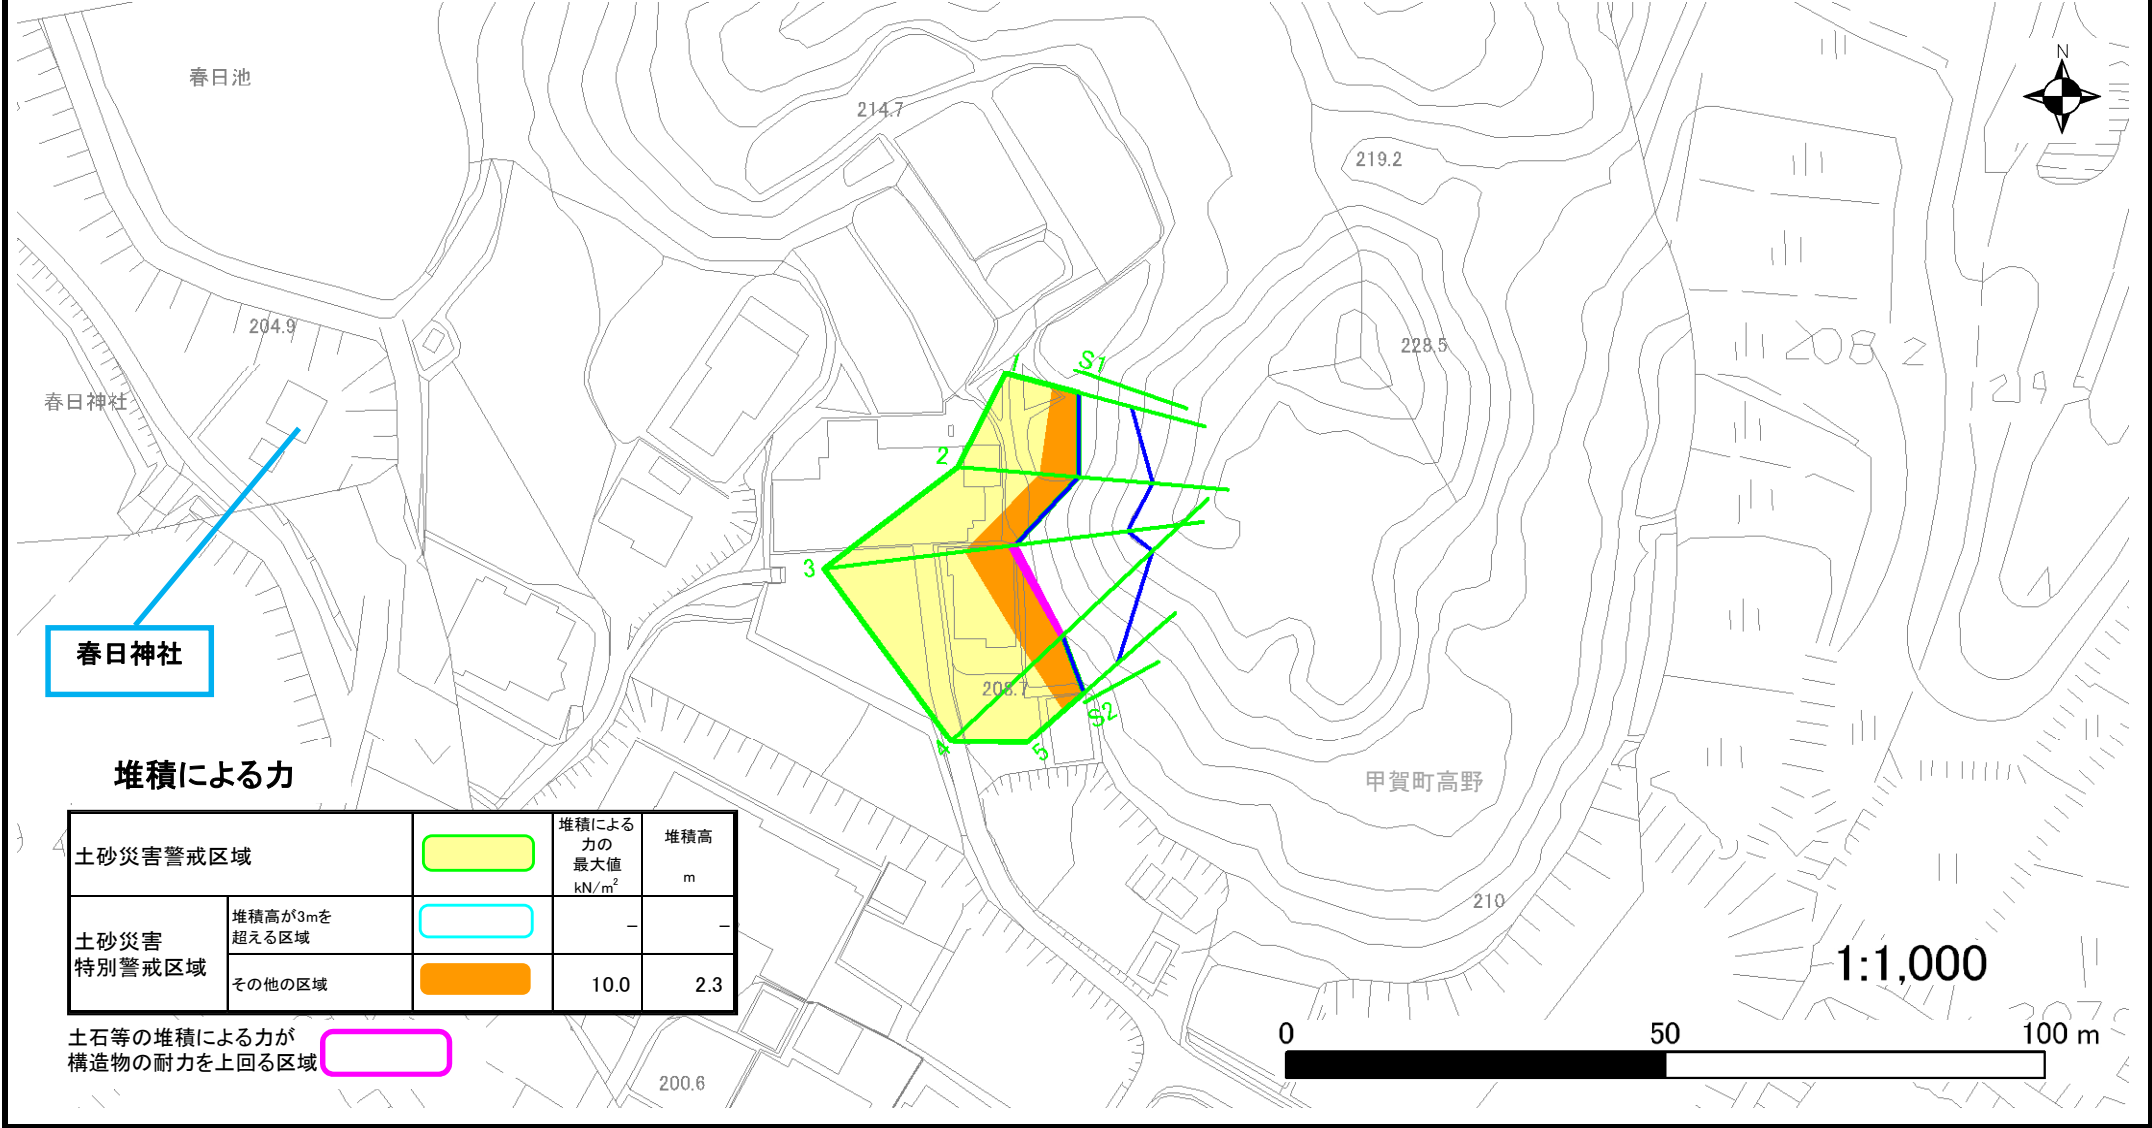 春日池
214.7
N
219.2
204.9
228.5
春日神社
1
S1
2
3
春日神社
208.7
S2
4
5
甲賀町高野
堆積による力
土砂災害警戒区域
堆積による
力の
最大値
kN/m²
堆積高
m
土砂災害
特別警戒区域
堆積高が3mを
超える区域
-
-
その他の区域
10.0
2.3
土石等の堆積による力が
構造物の耐力を上回る区域
210
1:1,000
0
50
100 m
200.6